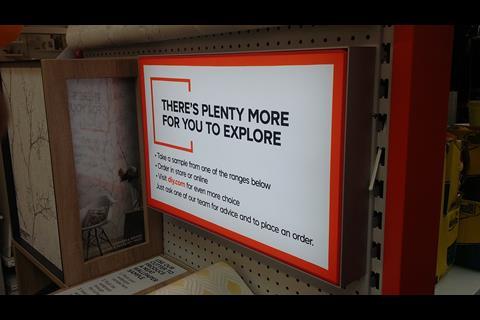 THERE'S PLENTY MORE
FOR YOU TO EXPLORE
• Take a sample from one of the ranges below
• Order in store or online
• Visit diy.com for even more choice
Just ask one of our team for advice and to place an order.